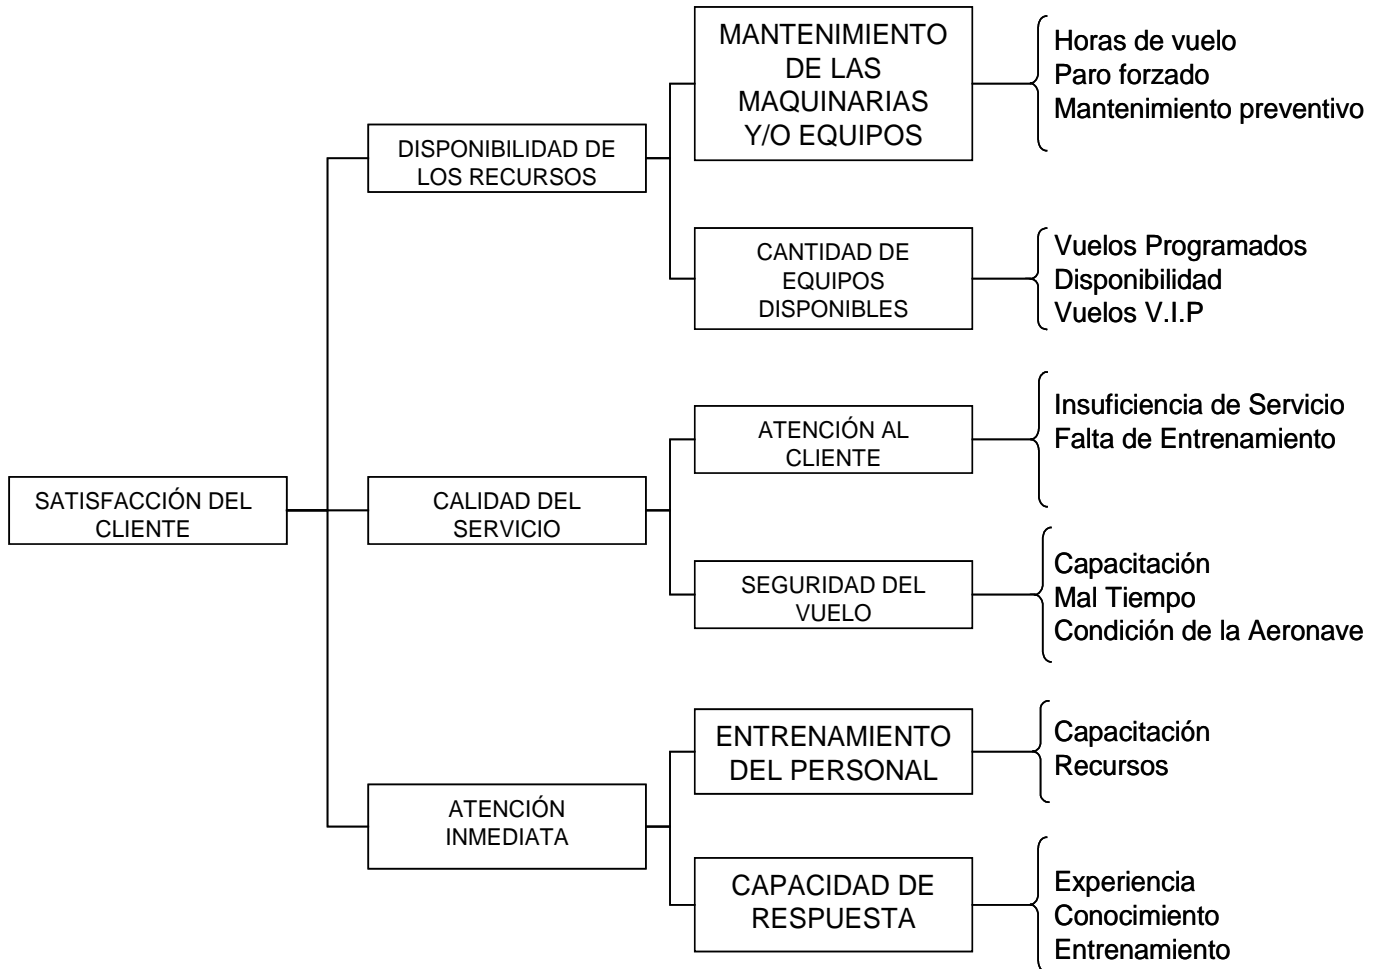 SATISFACCIÓN DEL
CLIENTE
DISPONIBILIDAD DE
LOS RECURSOS
MANTENIMIENTO
DE LAS
MAQUINARIAS
Y/O EQUIPOS
Horas de vuelo
Paro forzado
Mantenimiento preventivo
CANTIDAD DE
EQUIPOS
DISPONIBLES
Vuelos Programados
Disponibilidad
Vuelos V.I.P
CALIDAD DEL
SERVICIO
ATENCIÓN AL
CLIENTE
Insuficiencia de Servicio
Falta de Entrenamiento
SEGURIDAD DEL
VUELO
Capacitación
Mal Tiempo
Condición de la Aeronave
ATENCIÓN
INMEDIATA
ENTRENAMIENTO
DEL PERSONAL
Capacitación
Recursos
CAPACIDAD DE
RESPUESTA
Experiencia
Conocimiento
Entrenamiento